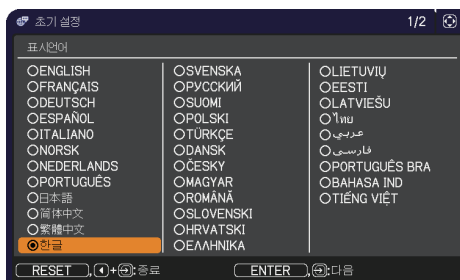 초기 설정 1/2
표시언어
ENGLISH
FRANÇAIS
DEUTSCH
ESPAÑOL
ITALIANO
NORSK
NEDERLANDS
PORTUGUÊS
日本語
简体中文
繁體中文
한글
SVENSKA
РУССКИЙ
SUOMI
POLSKI
TÜRKÇE
DANSK
ČESKY
MAGYAR
ROMÂNĂ
SLOVENSKI
HRVATSKI
ΕΛΛΗΝΙΚΑ
LIETUVIŲ
EESTI
LATVIEŠU
ไทย
عربي
فارسی
PORTUGUÊS BRA
BAHASA IND
TIẾNG VIỆT
RESET , + :종료 ENTER , :다음